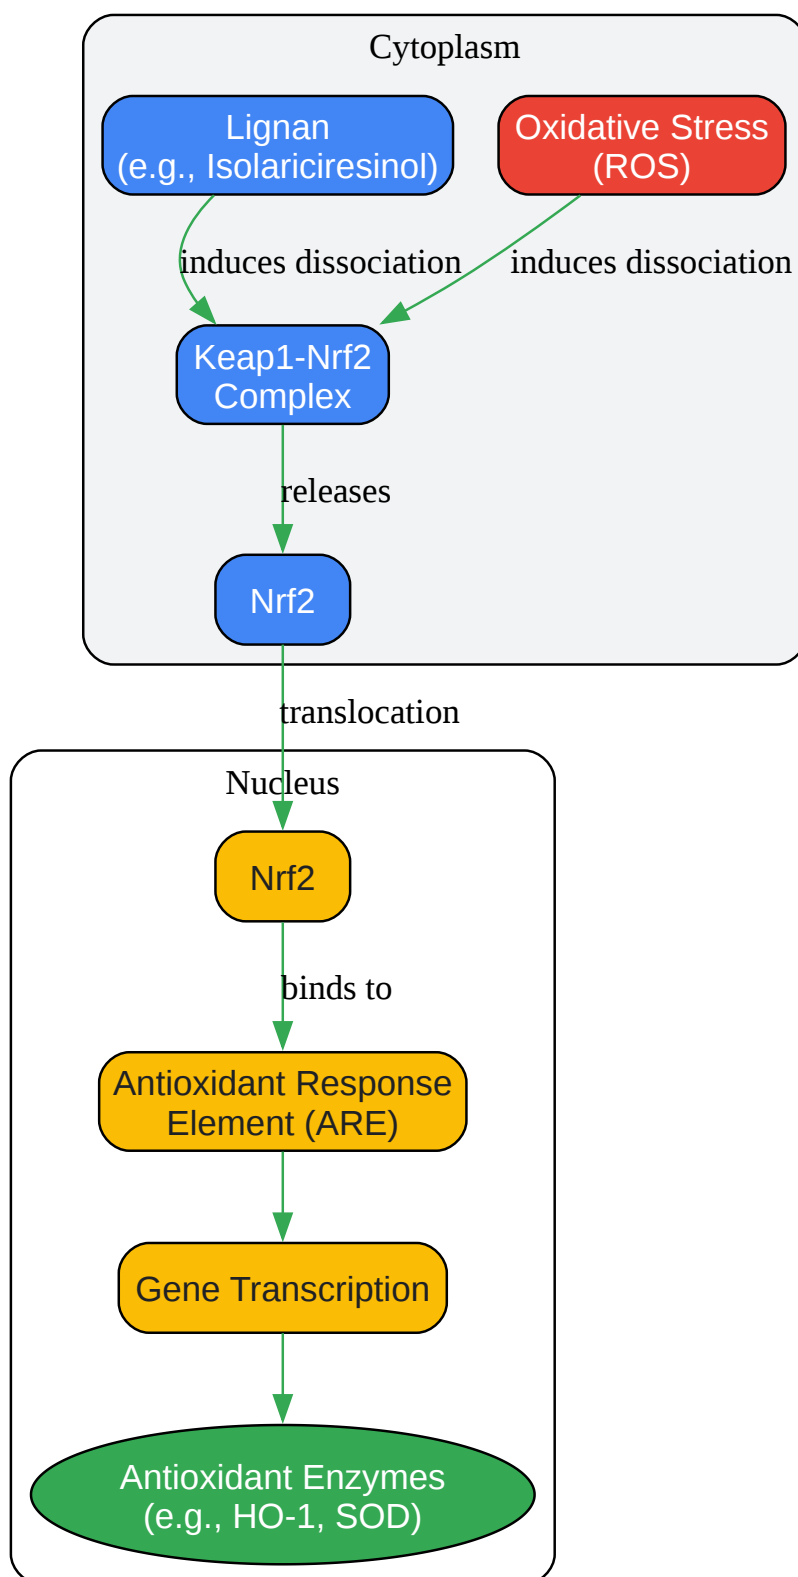 Cytoplasm
Lignan
(e.g., Isolariciresinol)
Oxidative Stress
(ROS)
induces dissociation
induces dissociation
Keap1-Nrf2
Complex
releases
Nrf2
translocation
Nucleus
Nrf2
binds to
Antioxidant Response
Element (ARE)
Gene Transcription
Antioxidant Enzymes
(e.g., HO-1, SOD)